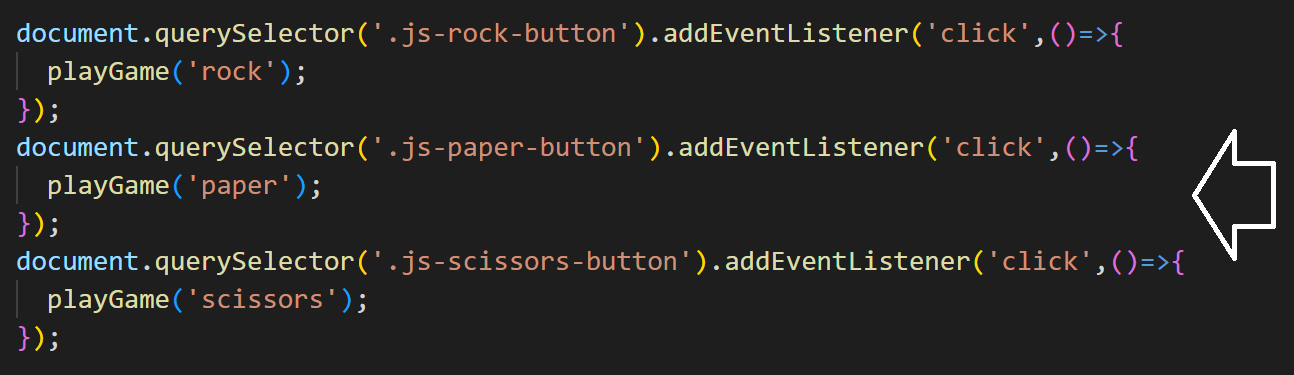 document.querySelector('.js-rock-button').addEventListener('click',()=>{
  playGame('rock');
});
document.querySelector('.js-paper-button').addEventListener('click',()=>{
  playGame('paper');
});
document.querySelector('.js-scissors-button').addEventListener('click',()=>{
  playGame('scissors');
});